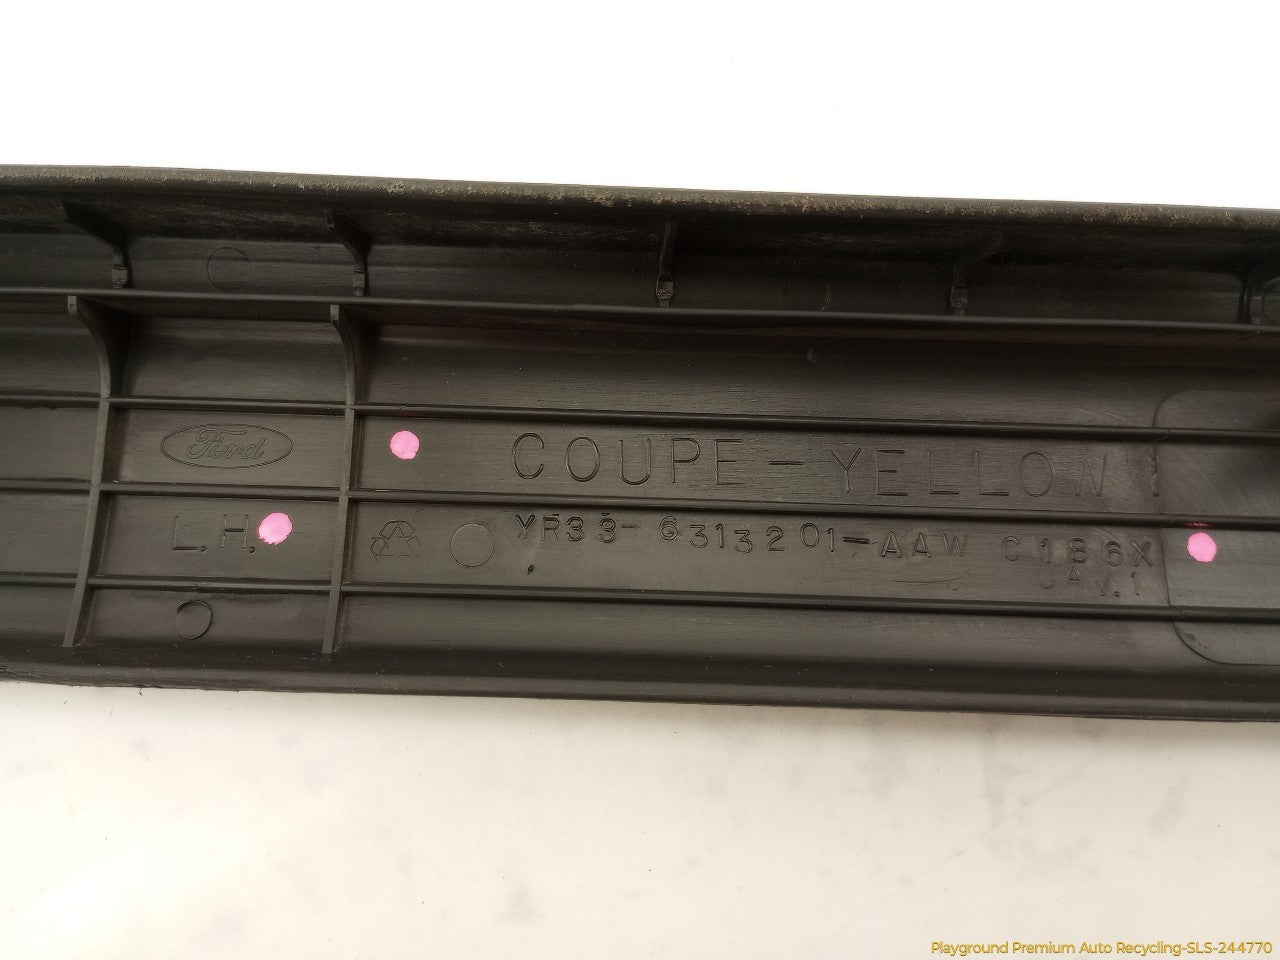 Ford
COUPE-YELLOW
L.H.
YR33-6313201-AAW C186X
CAV.1
Playground Premium Auto Recycling-SLS-244770